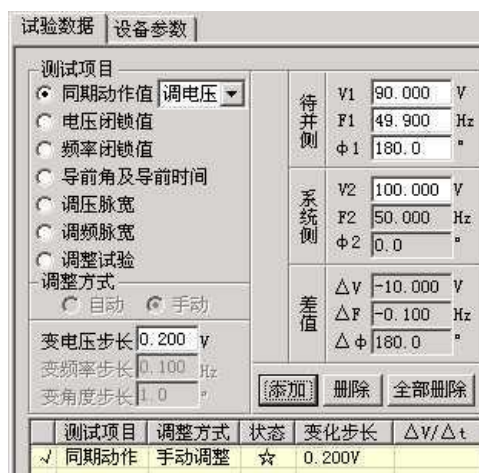 试验数据 设备参数
测试项目
同期动作值 调电压
电压闭锁值
频率闭锁值
导前角及导前时间
调压脉宽
调频脉宽
调整试验
调整方式
自动 手动
变电压步长 0.200 V
变频率步长 0.100 Hz
变角度步长 1.0 °
待并侧
V1 90.000 V
F1 49.900 Hz
Φ1 180.0 °
系统侧
V2 100.000 V
F2 50.000 Hz
Φ2 0.0 °
差值
△V -10.000 V
△F -0.100 Hz
△Φ 180.0 °
添加 删除 全部删除
测试项目 调整方式 状态 变化步长 △V/△t
√ 同期动作 手动调整 ☆ 0.200V